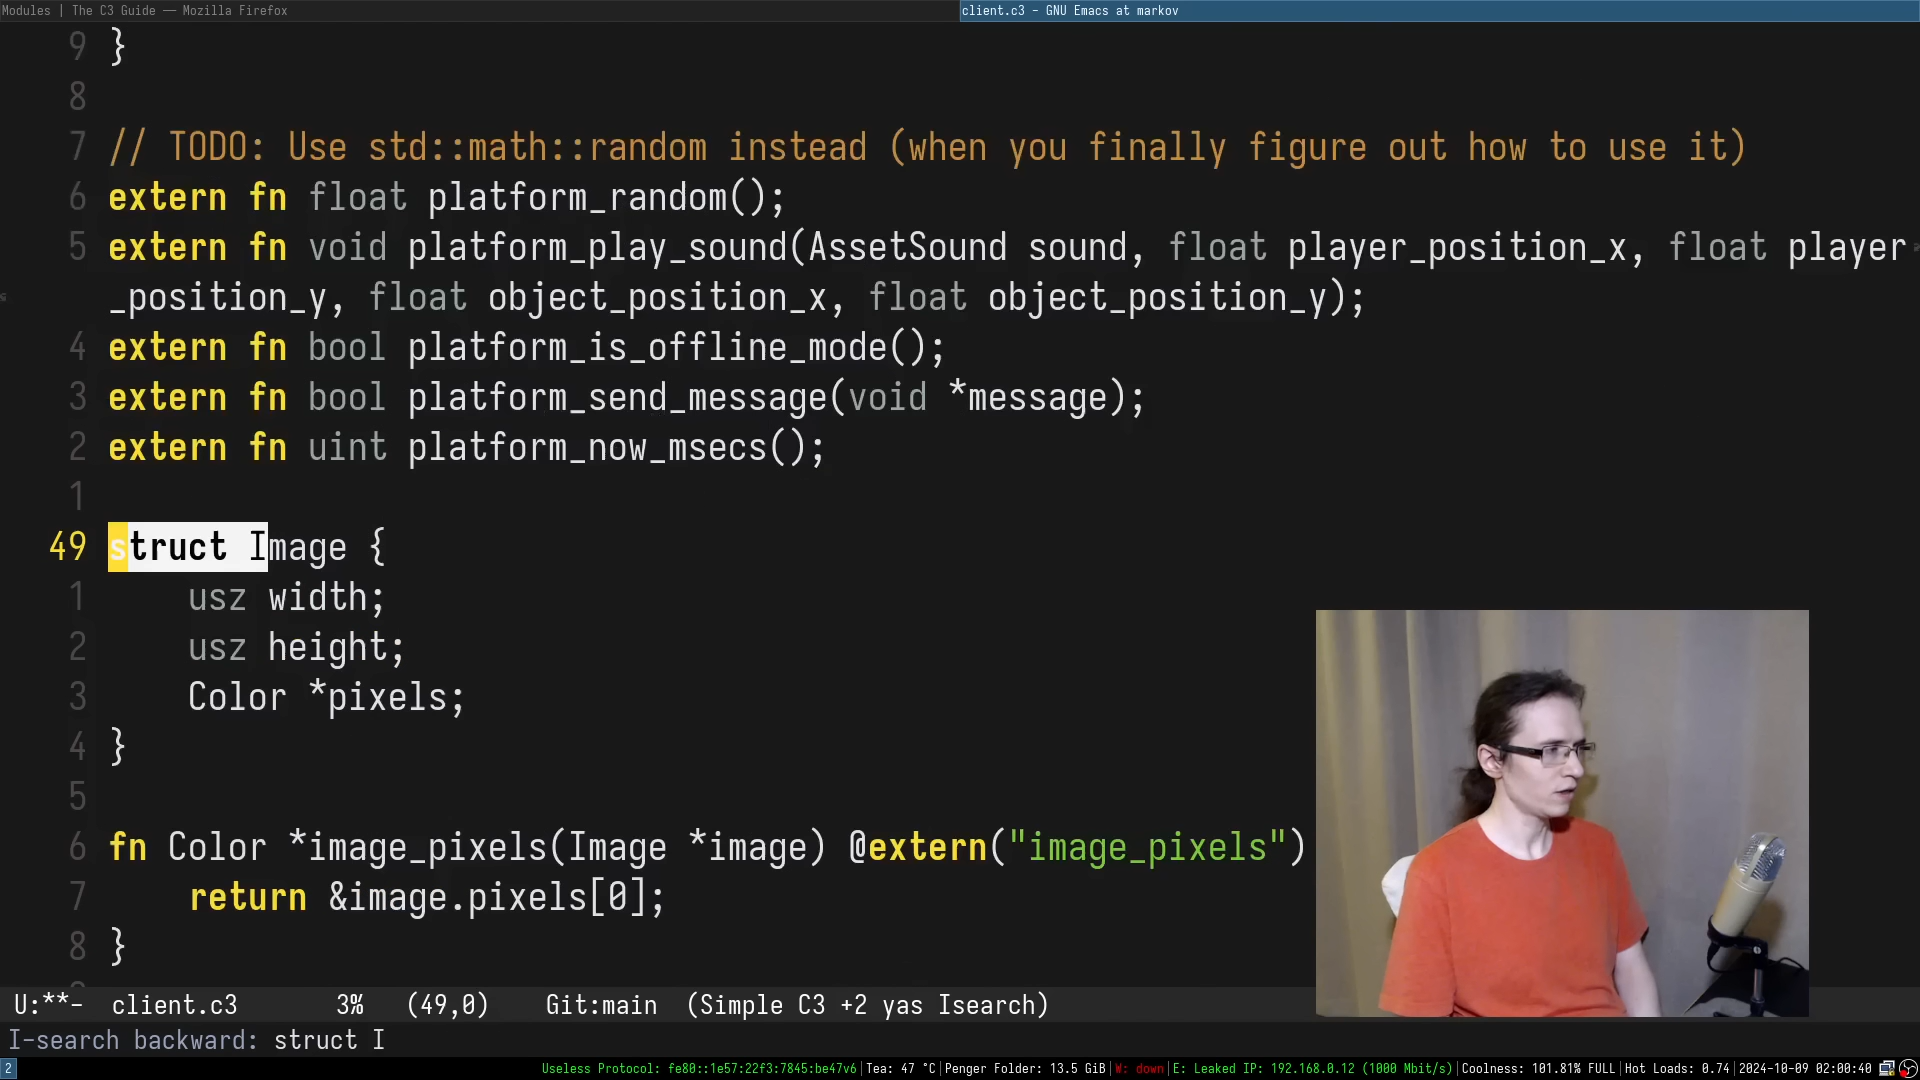 Modules | The C3 Guide — Mozilla Firefox
client.c3 - GNU Emacs at markov
9 }
8
7 // TODO: Use std::math::random instead (when you finally figure out how to use it)
6 extern fn float platform_random();
5 extern fn void platform_play_sound(AssetSound sound, float player_position_x, float player
_position_y, float object_position_x, float object_position_y);
4 extern fn bool platform_is_offline_mode();
3 extern fn bool platform_send_message(void *message);
2 extern fn uint platform_now_msecs();
1
49 struct Image {
1 usz width;
2 usz height;
3 Color *pixels;
4 }
5
6 fn Color *image_pixels(Image *image) @extern("image_pixels")
7 return &image.pixels[0];
8 }
U:**- client.c3 3% (49,0) Git:main (Simple C3 +2 yas Isearch)
I-search backward: struct I
2 Useless Protocol: fe80::1e57:22f3:7845:be47v6|Tea: 47 °C|Penger Folder: 13.5 GiB|W: down|E: Leaked IP: 192.168.0.12 (1000 Mbit/s)|Coolness: 101.81% FULL|Hot Loads: 0.74|2024-10-09 02:00:40